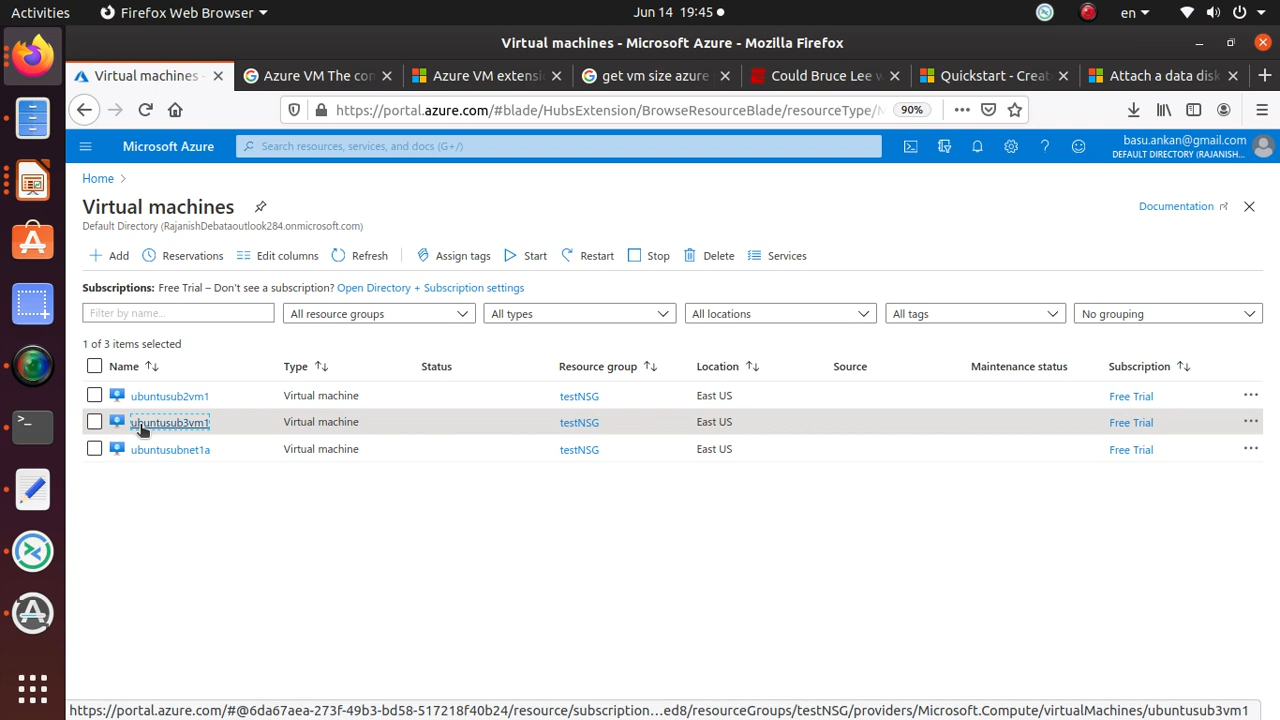 Activities Firefox Web Browser Jun 14 19:45 en
Virtual machines - Microsoft Azure - Mozilla Firefox
Virtual machines - Azure VM The con Azure VM extensi get vm size azure Could Bruce Lee w Quickstart - Creat Attach a data disk
https://portal.azure.com/#blade/HubsExtension/BrowseResourceBlade/resourceType/ 90%
Microsoft Azure Search resources, services, and docs (G+/) basu.ankan@gmail.com
DEFAULT DIRECTORY (RAJANISH...
Home
Virtual machines Documentation
Default Directory (RajanishDebataoutlook284.onmicrosoft.com)
Add Reservations Edit columns Refresh Assign tags Start Restart Stop Delete Services
Subscriptions: Free Trial – Don't see a subscription? Open Directory + Subscription settings
Filter by name... All resource groups All types All locations All tags No grouping
1 of 3 items selected
Name Type Status Resource group Location Source Maintenance status Subscription
ubuntusub2vm1 Virtual machine testNSG East US Free Trial
ubuntusub3vm1 Virtual machine testNSG East US Free Trial
ubuntusubnet1a Virtual machine testNSG East US Free Trial
https://portal.azure.com/#@6da67aea-273f-49b3-bd58-517218f40b24/resource/subscription…ed8/resourceGroups/testNSG/providers/Microsoft.Compute/virtualMachines/ubuntusub3vm1